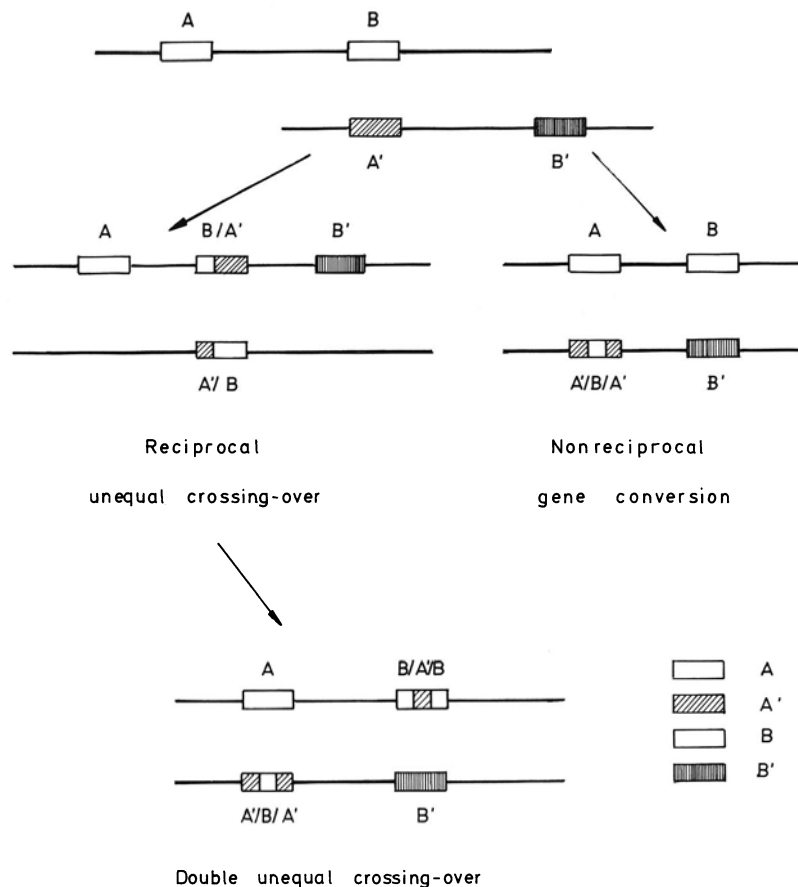 A B
A' B'
A B/A' B'
A'/B
A B
A'/B/A' B'
Reciprocal
unequal crossing-over
Nonreciprocal
gene conversion
A B/A'/B
A'/B/A' B'
A
A'
B
B'
Double unequal crossing-over